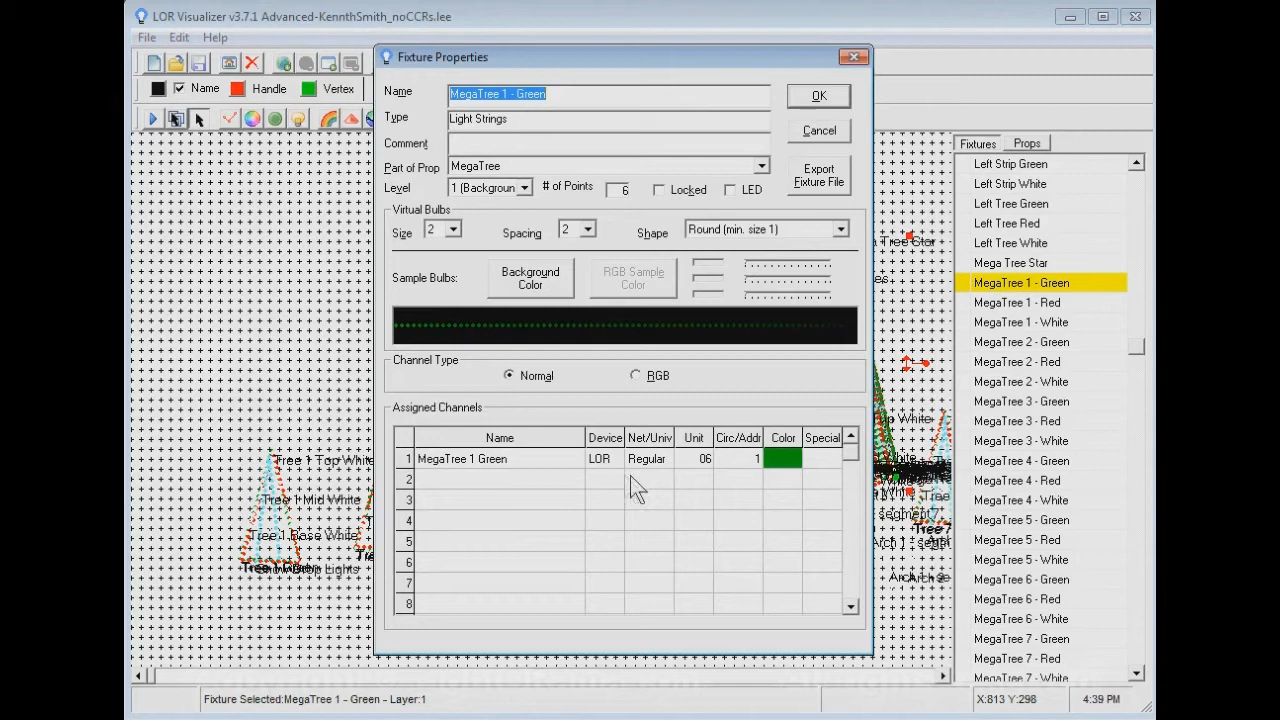 LOR Visualizer v3.7.1 Advanced-KennthSmith_noCCRs.lee
File Edit Help
Name Handle Vertex
Fixture Properties
Name MegaTree 1 - Green
OK
Type Light Strings
Cancel
Comment
Part of Prop MegaTree
Export
Fixture File
Level 1 (Backgroun # of Points 6 Locked LED
Virtual Bulbs
Size 2 Spacing 2 Shape Round (min. size 1)
Sample Bulbs: Background
Color
RGB Sample
Color
Channel Type
Normal RGB
Assigned Channels
Name Device Net/Univ Unit Circ/Addr Color Special
1 MegaTree 1 Green LOR Regular 06 1
2
3
4
5
6
7
8
Fixtures Props
Left Strip Green
Left Strip White
Left Tree Green
Left Tree Red
Left Tree White
Mega Tree Star
MegaTree 1 - Green
MegaTree 1 - Red
MegaTree 1 - White
MegaTree 2 - Green
MegaTree 2 - Red
MegaTree 2 - White
MegaTree 3 - Green
MegaTree 3 - Red
MegaTree 3 - White
MegaTree 4 - Green
MegaTree 4 - Red
MegaTree 4 - White
MegaTree 5 - Green
MegaTree 5 - Red
MegaTree 5 - White
MegaTree 6 - Green
MegaTree 6 - Red
MegaTree 6 - White
MegaTree 7 - Green
MegaTree 7 - Red
MegaTree 7 - White
Tree Star
Tree 1 Top White
Tree 1 Mid White
Tree 1 Base White
Fixture Selected:MegaTree 1 - Green - Layer:1
X:813 Y:298
4:39 PM